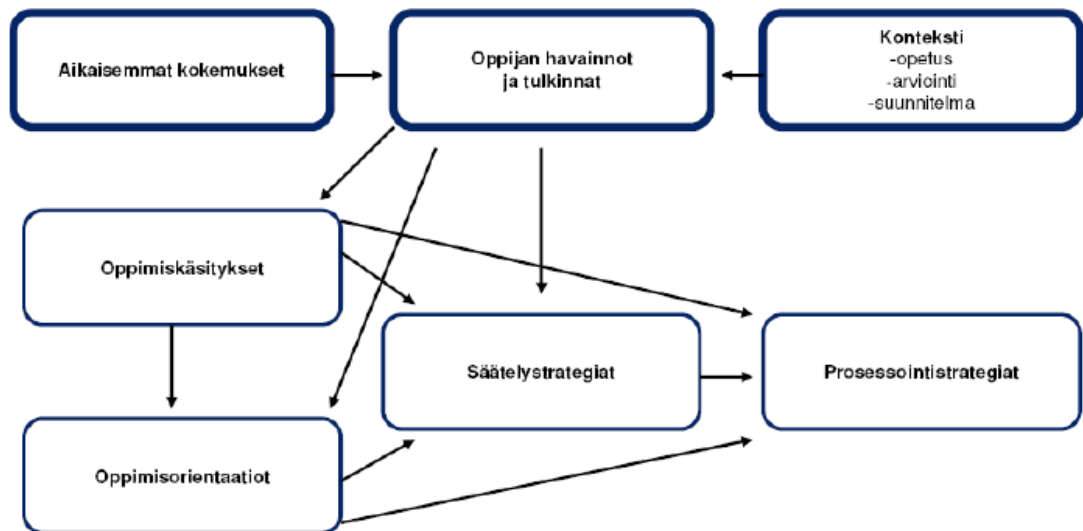 Aikaisemmat kokemukset
Oppijan havainnot
ja tulkinnat
Konteksti
-opetus
-arviointi
-suunnitelma
Oppimiskäsitykset
Säätelystrategiat
Prosessointistrategiat
Oppimisorientaatiot